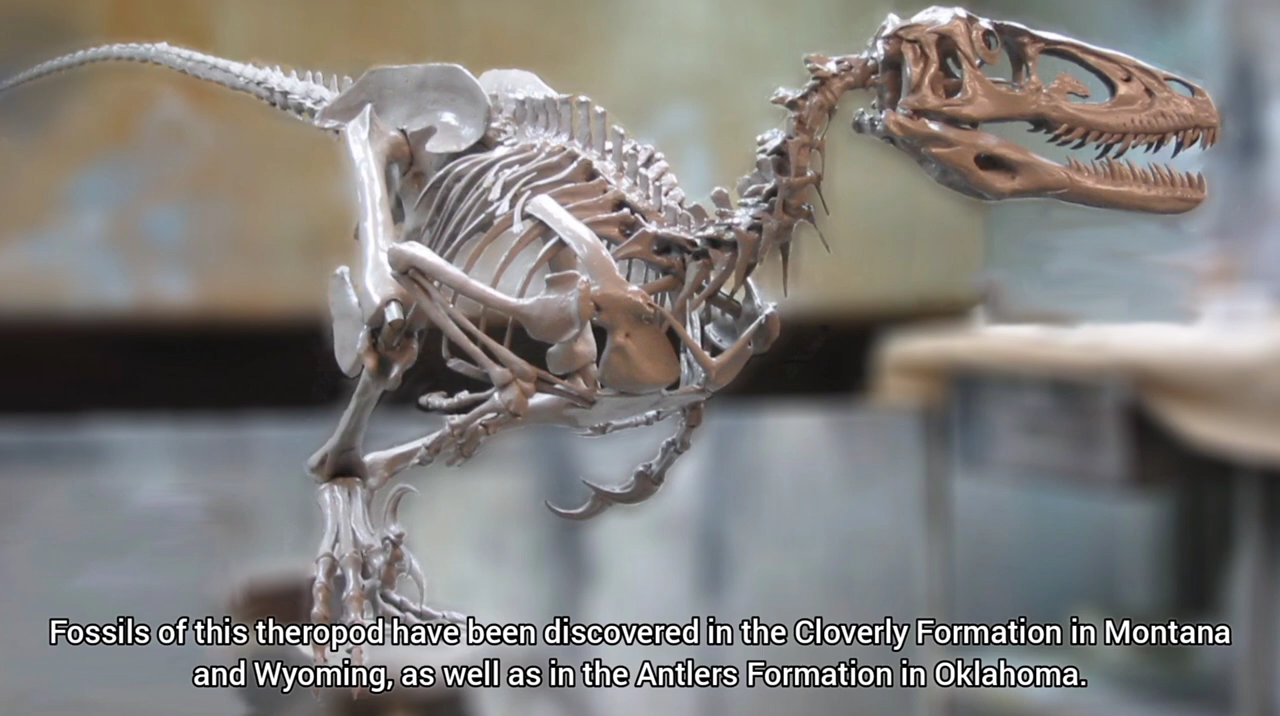 Fossils of this theropod have been discovered in the Cloverly Formation in Montana
and Wyoming, as well as in the Antlers Formation in Oklahoma.